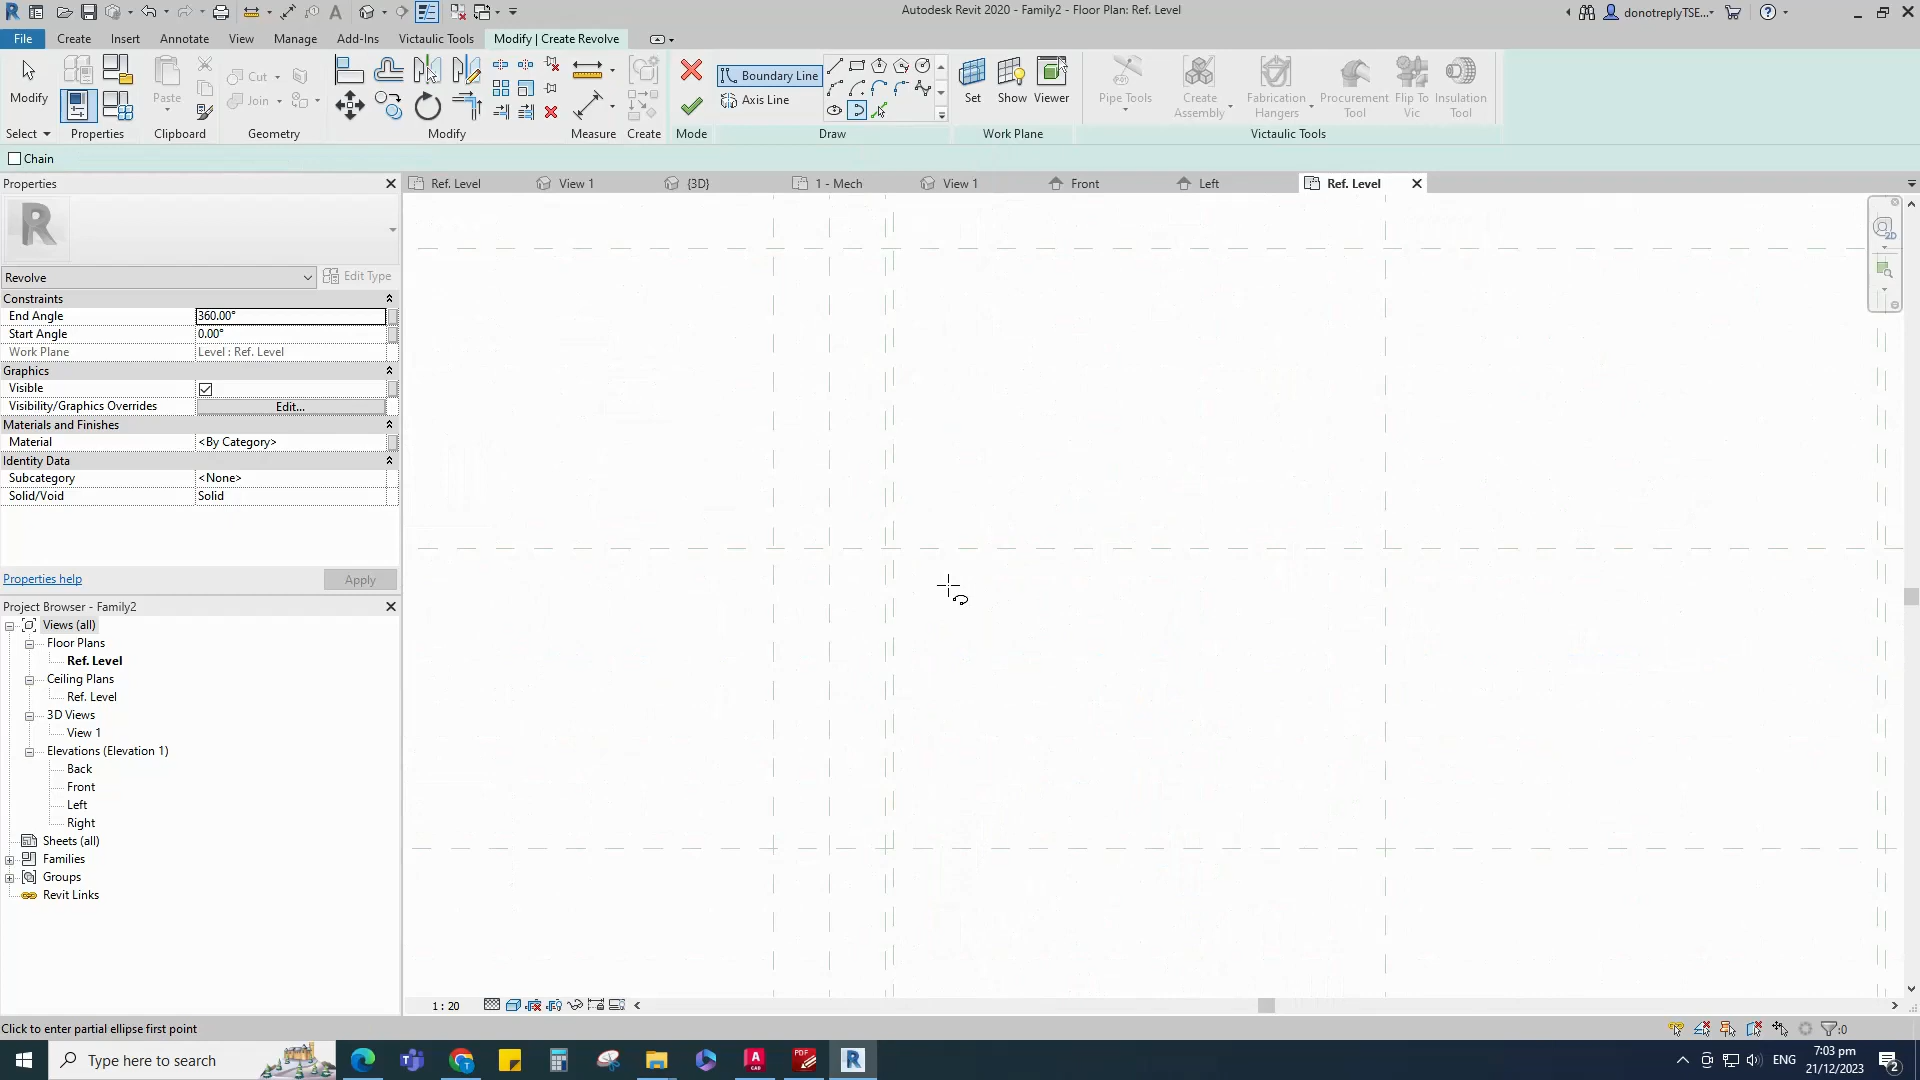 Autodesk Revit 2020 - Family2 - Floor Plan: Ref. Level
donotreplyTSE...
File Create Insert Annotate View Manage Add-Ins Victaulic Tools Modify | Create Revolve
Modify
Paste
Cut
Join
Boundary Line
Axis Line
Set Show Viewer
Pipe Tools
Create Assembly
Fabrication Hangers
Procurement Tool
Flip To Vic
Insulation Tool
Select Properties Clipboard Geometry Modify Measure Create Mode Draw Work Plane Victaulic Tools
Chain
Properties
Ref. Level View 1 {3D} 1 - Mech View 1 Front Left Ref. Level
Revolve
Edit Type
Constraints
End Angle 360.00°
Start Angle 0.00°
Work Plane Level : Ref. Level
Graphics
Visible
Visibility/Graphics Overrides Edit...
Materials and Finishes
Material <By Category>
Identity Data
Subcategory <None>
Solid/Void Solid
Properties help Apply
Project Browser - Family2
Views (all)
Floor Plans
Ref. Level
Ceiling Plans
Ref. Level
3D Views
View 1
Elevations (Elevation 1)
Back
Front
Left
Right
Sheets (all)
Families
Groups
Revit Links
1 : 20
Click to enter partial ellipse first point
:0
Type here to search
ENG
7:03 pm
21/12/2023
2